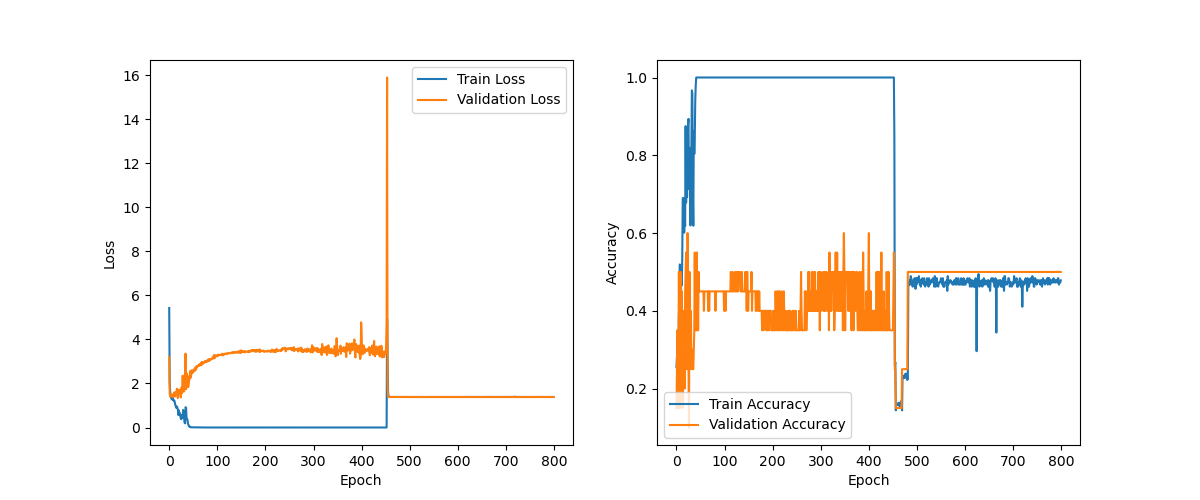 16
14
12
10
8
6
4
2
0
Loss
0 100 200 300 400 500 600 700 800
Epoch
Train Loss
Validation Loss
1.0
0.8
0.6
0.4
0.2
Accuracy
0 100 200 300 400 500 600 700 800
Epoch
Train Accuracy
Validation Accuracy